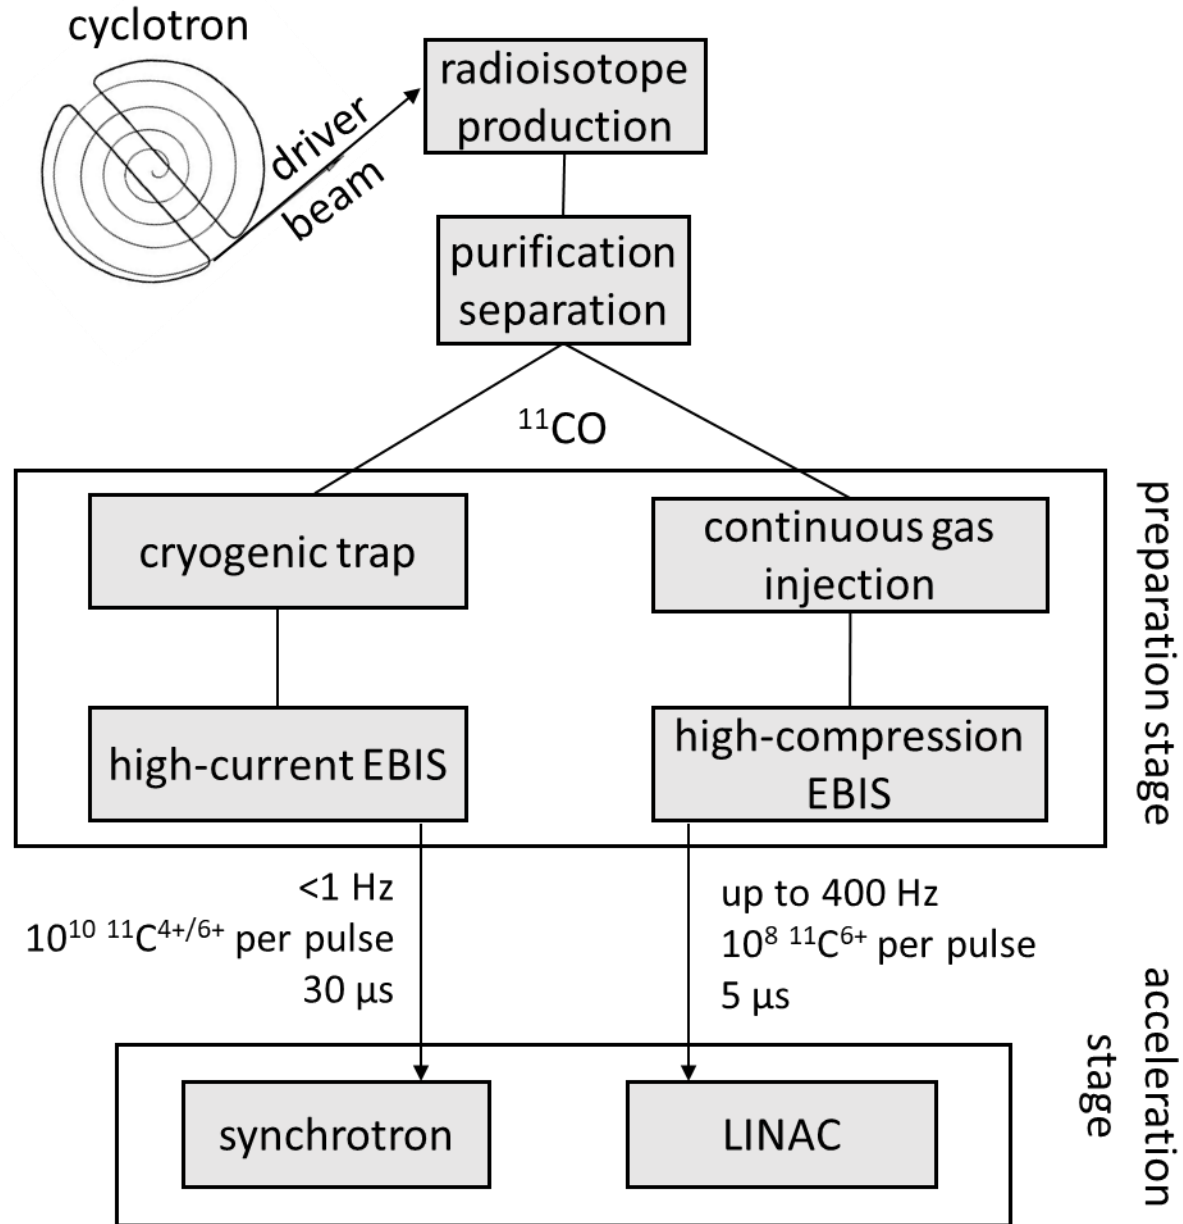 cyclotron
driver
beam
radioisotope
production
purification
separation
¹¹CO
cryogenic trap
continuous gas
injection
high-current EBIS
high-compression
EBIS
preparation stage
<1 Hz
10¹⁰ ¹¹C⁴⁺/⁶⁺ per pulse
30 µs
up to 400 Hz
10⁸ ¹¹C⁶⁺ per pulse
5 µs
synchrotron
LINAC
acceleration
stage